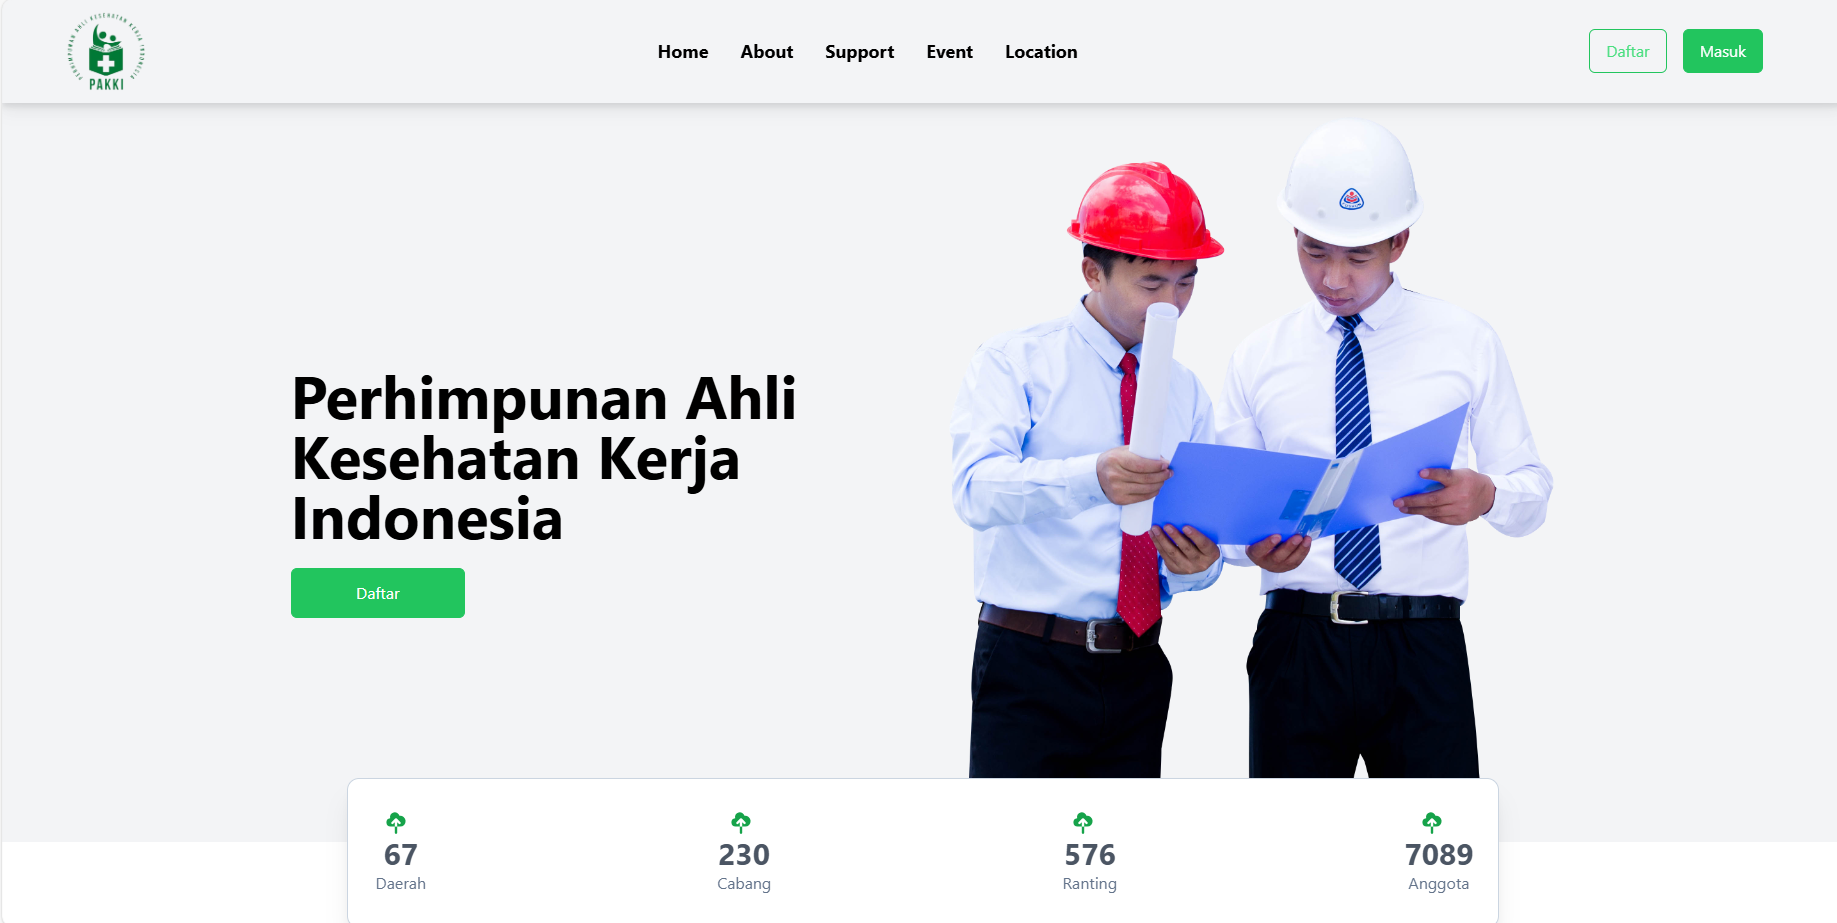 PERHIMPUNAN AHLI KESEHATAN KERJA INDONESIA
PAKKI
Home
About
Support
Event
Location
Daftar
Masuk
Perhimpunan Ahli
Kesehatan Kerja
Indonesia
Daftar
67
Daerah
230
Cabang
576
Ranting
7089
Anggota